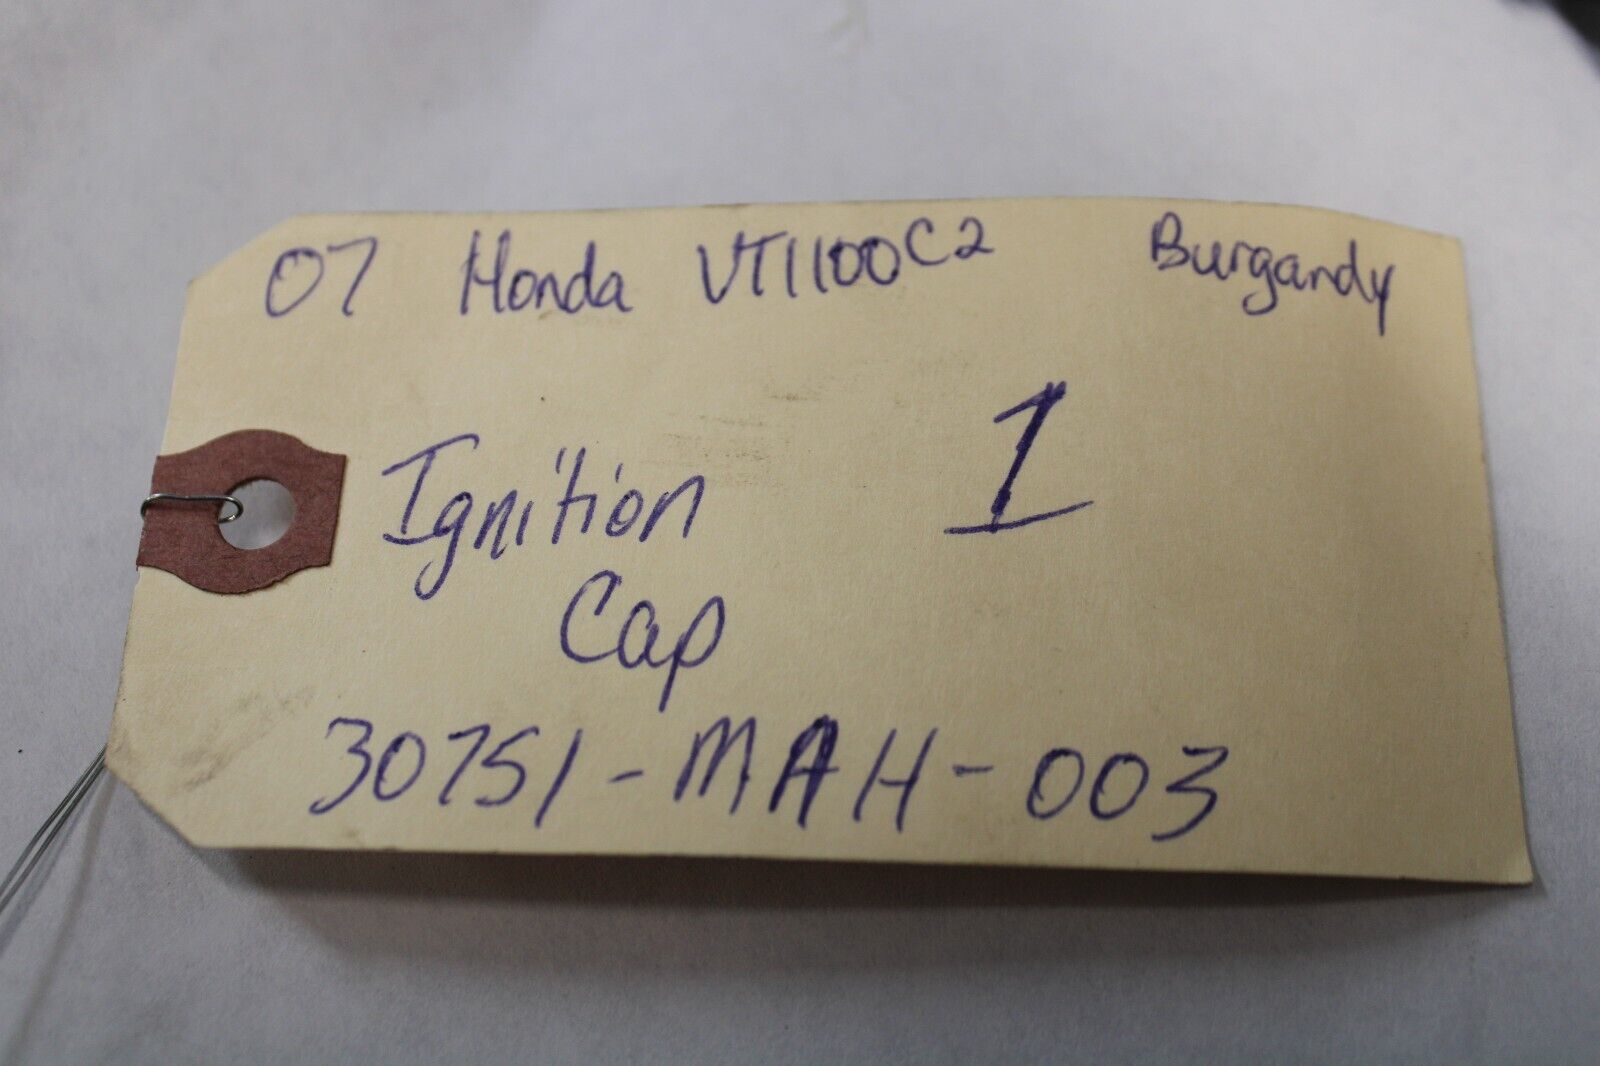 07 Honda VT1100C2 Burgandy
Ignition 1
Cap
30751-MAH-003